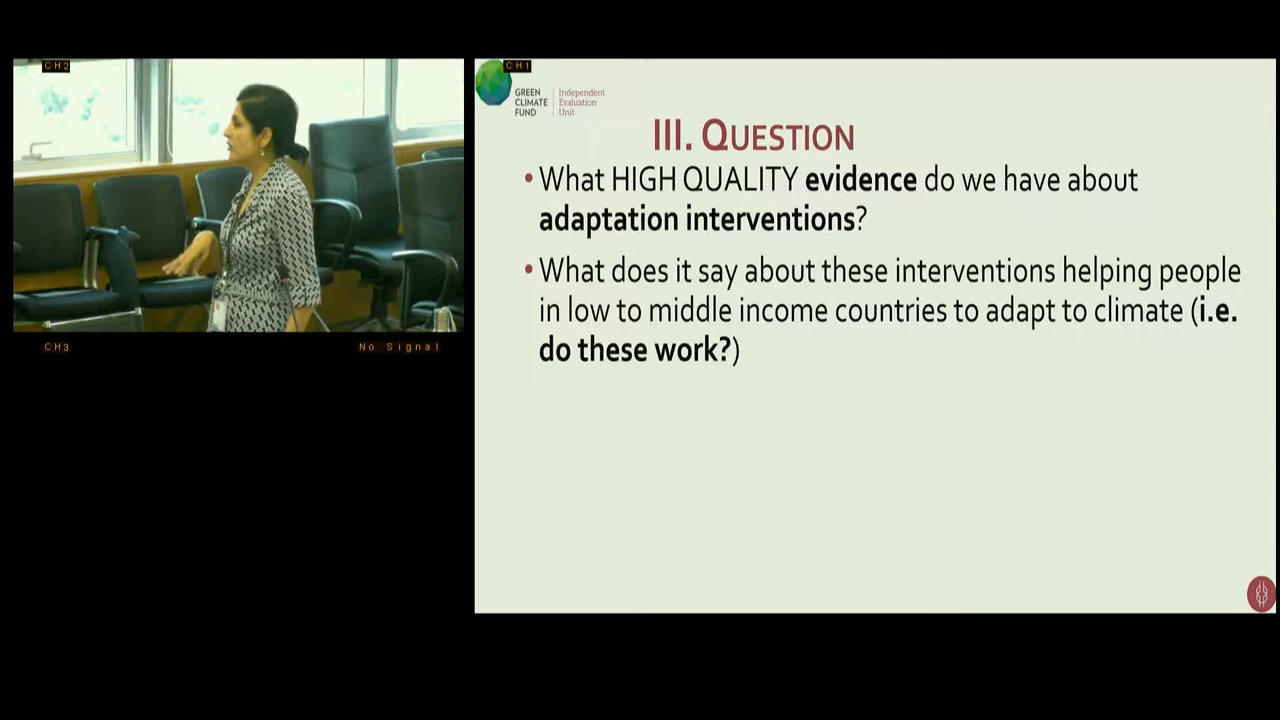 CH2
CH3
No Signal
CH1
GREEN
CLIMATE
FUND
Independent
Evaluation
Unit
III. QUESTION
• What HIGH QUALITY evidence do we have about
adaptation interventions?
• What does it say about these interventions helping people
in low to middle income countries to adapt to climate (i.e.
do these work?)